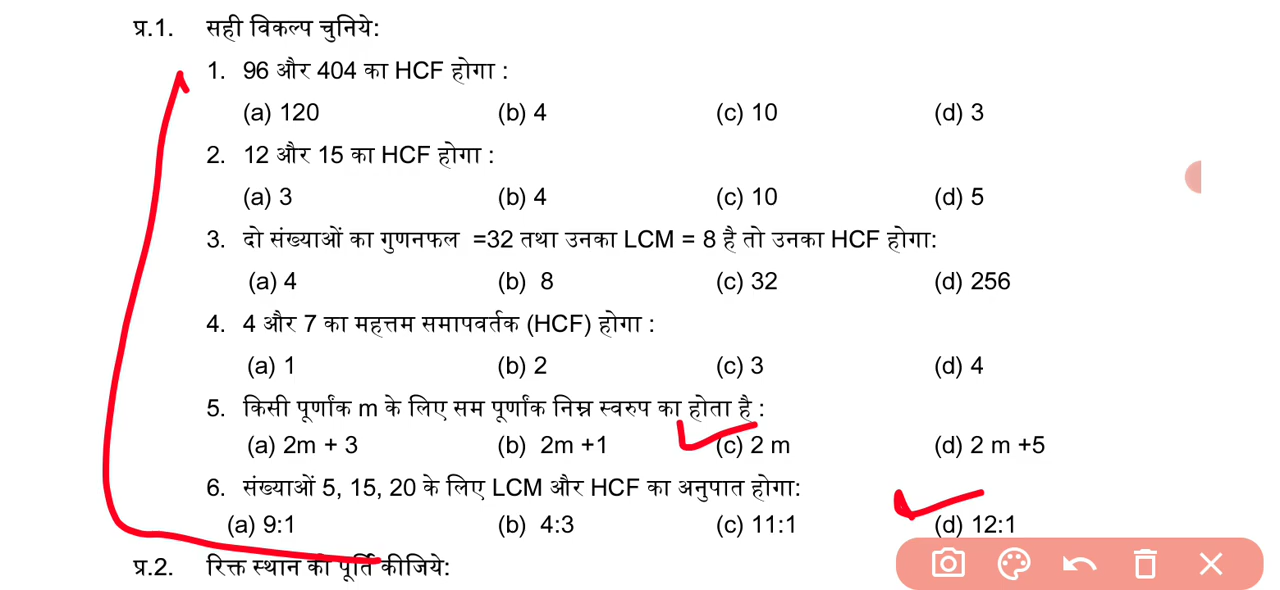 प्र.1. सही विकल्प चुनिये:
1. 96 और 404 का HCF होगा :
(a) 120 (b) 4 (c) 10 (d) 3
2. 12 और 15 का HCF होगा :
(a) 3 (b) 4 (c) 10 (d) 5
3. दो संख्याओं का गुणनफल =32 तथा उनका LCM = 8 है तो उनका HCF होगा:
(a) 4 (b) 8 (c) 32 (d) 256
4. 4 और 7 का महत्तम समापवर्तक (HCF) होगा :
(a) 1 (b) 2 (c) 3 (d) 4
5. किसी पूर्णांक m के लिए सम पूर्णांक निम्न स्वरुप का होता है :
(a) 2m + 3 (b) 2m +1 (c) 2 m (d) 2 m +5
6. संख्याओं 5, 15, 20 के लिए LCM और HCF का अनुपात होगा:
(a) 9:1 (b) 4:3 (c) 11:1 (d) 12:1
प्र.2. रिक्त स्थान की पूर्ति कीजिये: